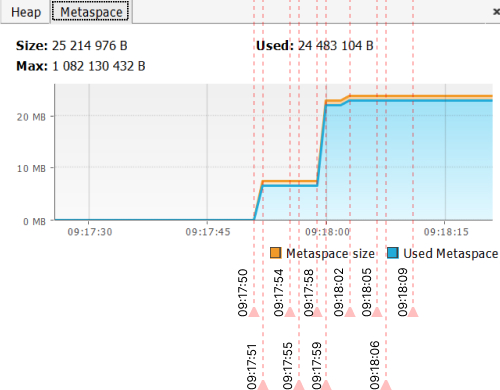 Heap Metaspace
Size: 25 214 976 B Used: 24 483 104 B
Max: 1 082 130 432 B
20 MB
10 MB
0 MB
09:17:30 09:17:45 09:18:00 09:18:15
Metaspace size Used Metaspace
09:17:50 09:17:54 09:17:58 09:18:02 09:18:05 09:18:09
09:17:51 09:17:55 09:17:59 09:18:06